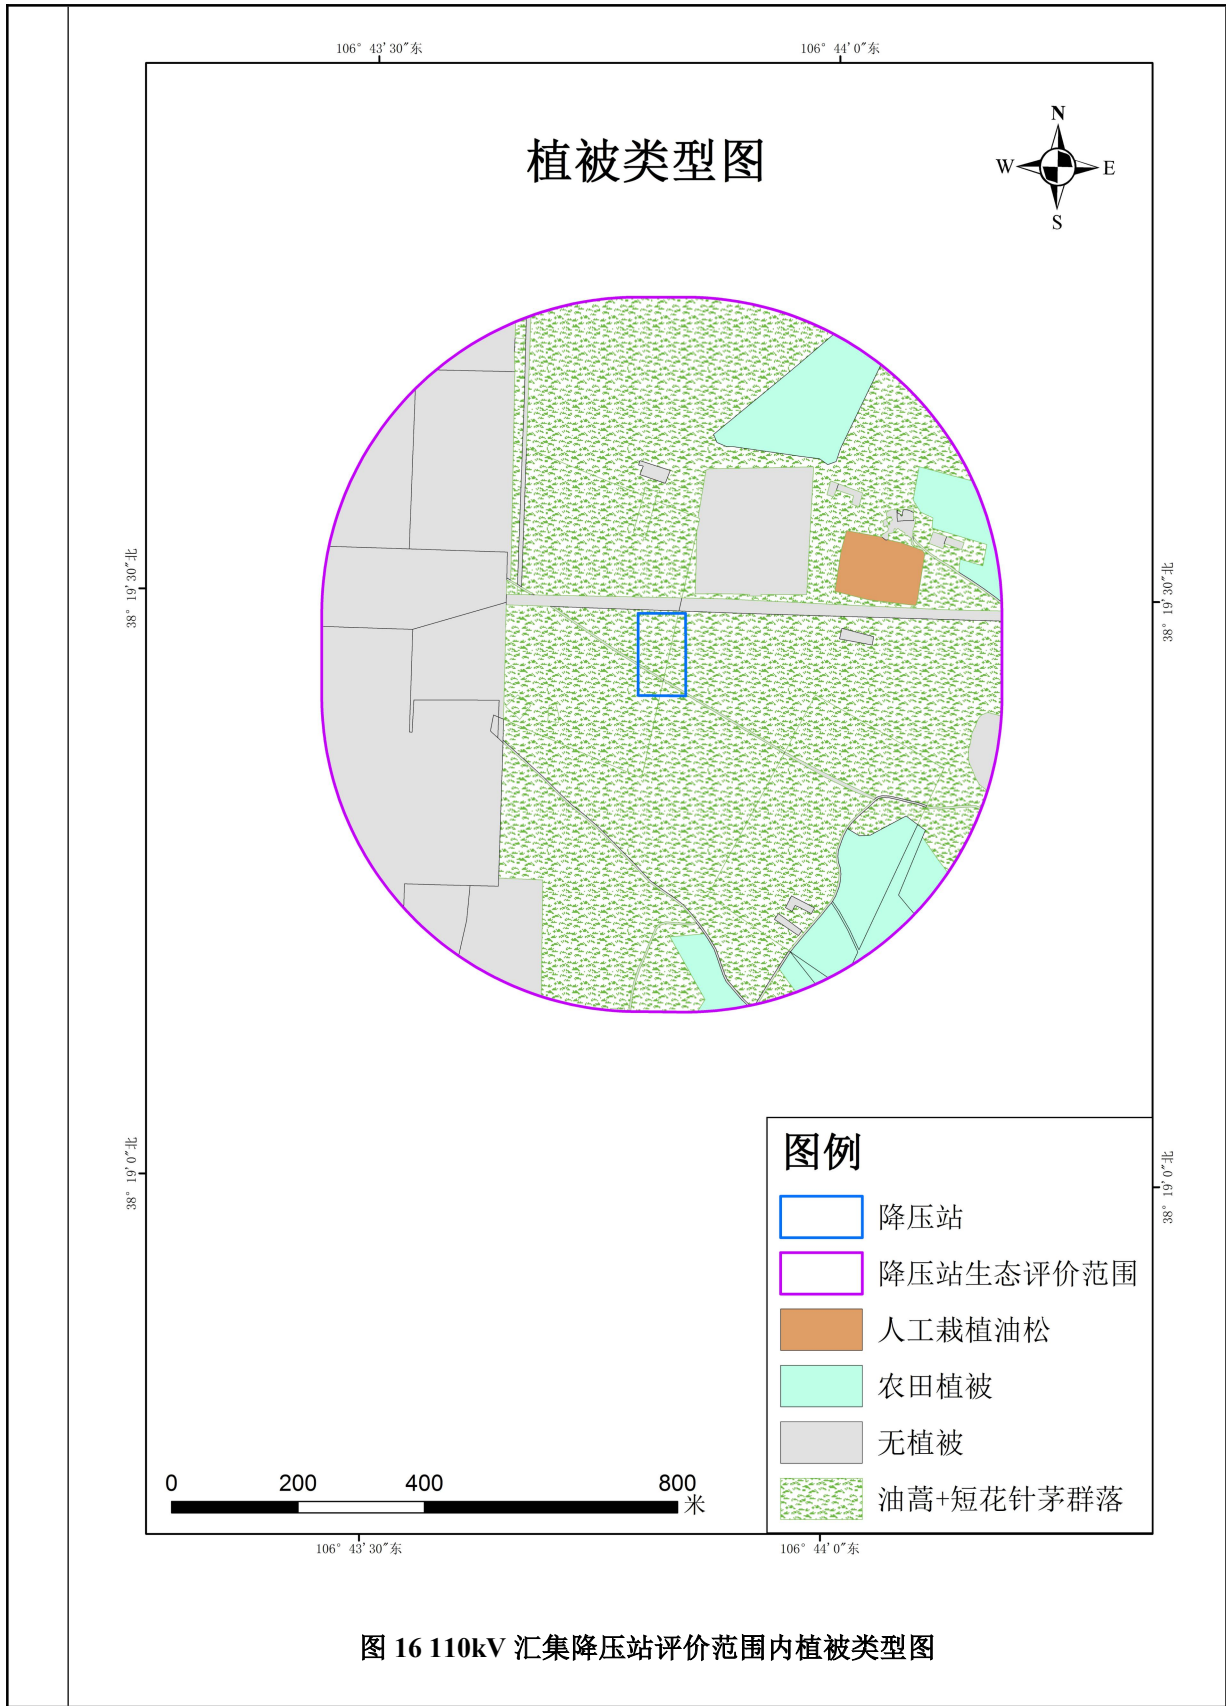 106° 43′30″东
106° 44′0″东
植被类型图
N
W
E
S
38° 19′30″北
38° 19′30″北
38° 19′0″北
38° 19′0″北
图例
降压站
降压站生态评价范围
人工栽植油松
农田植被
无植被
油蒿+短花针茅群落
0 200 400 800
米
106° 43′30″东
106° 44′0″东
图 16 110kV 汇集降压站评价范围内植被类型图